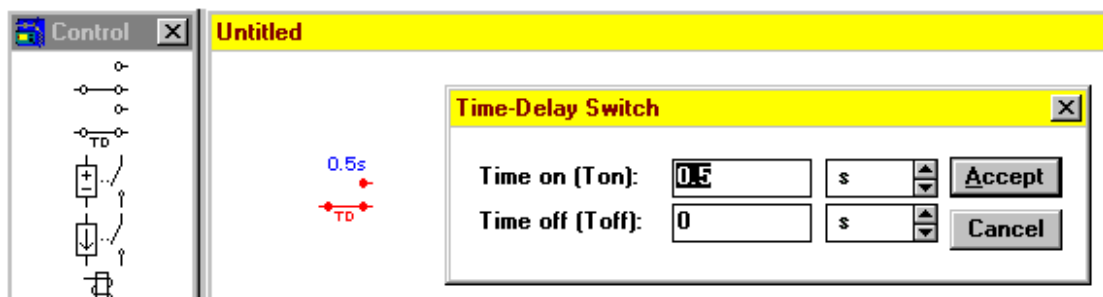 Control
TD
Untitled
0.5s
TD
Time-Delay Switch
Time on (Ton): 0.5 s Accept
Time off (Toff): 0 s Cancel